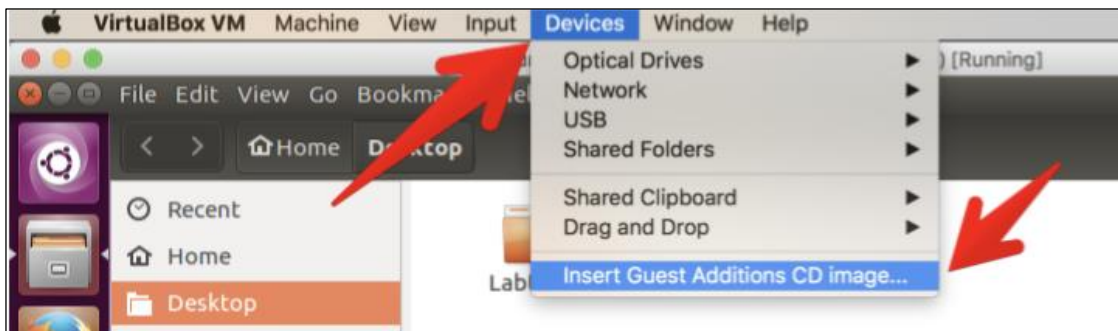 VirtualBox VM Machine View Input Devices Window Help
) [Running]
File Edit View Go
Home
Recent
Home
Desktop
Optical Drives
Network
USB
Shared Folders
Shared Clipboard
Drag and Drop
Insert Guest Additions CD image...